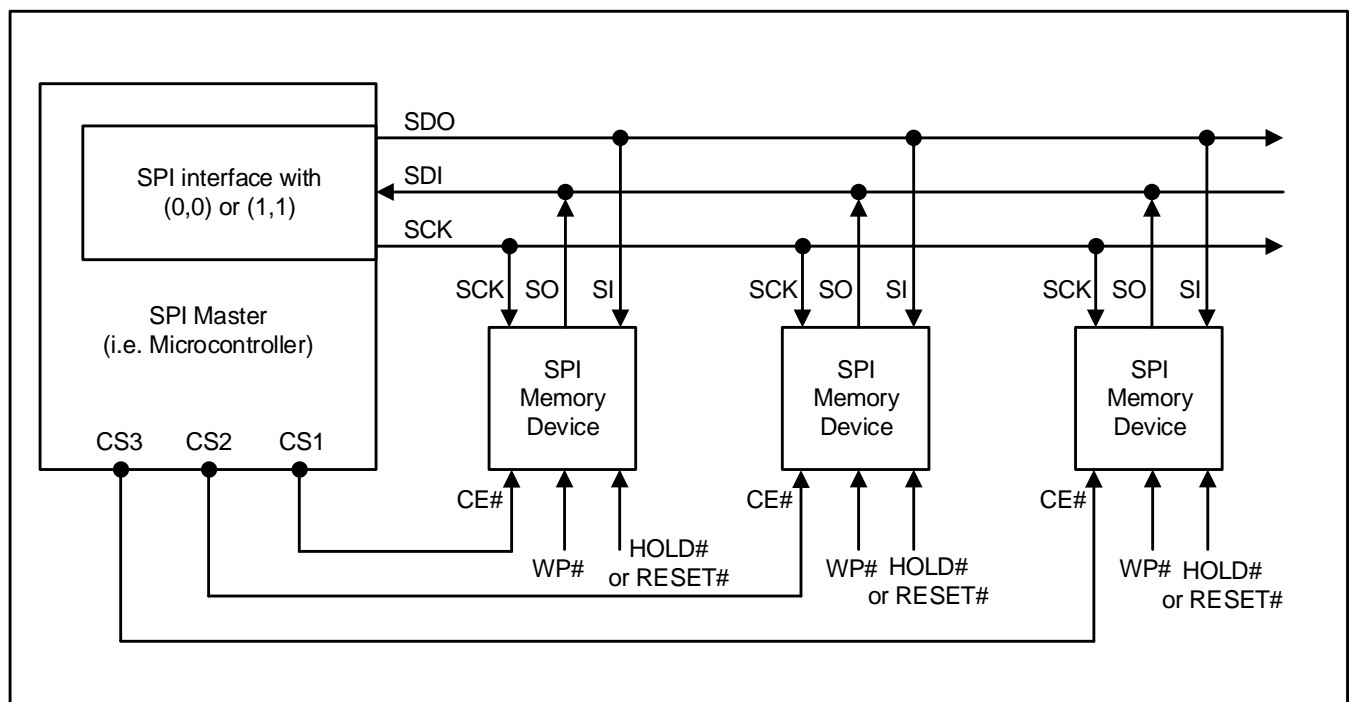 SDO
SPI interface with
(0,0) or (1,1)
SDI
SCK
SPI Master
(i.e. Microcontroller)
SCK SO SI
SCK SO SI
SCK SO SI
SPI
Memory
Device
SPI
Memory
Device
SPI
Memory
Device
CS3 CS2 CS1
CE#
WP#
HOLD#
or RESET#
CE#
WP#
HOLD#
or RESET#
CE#
WP#
HOLD#
or RESET#